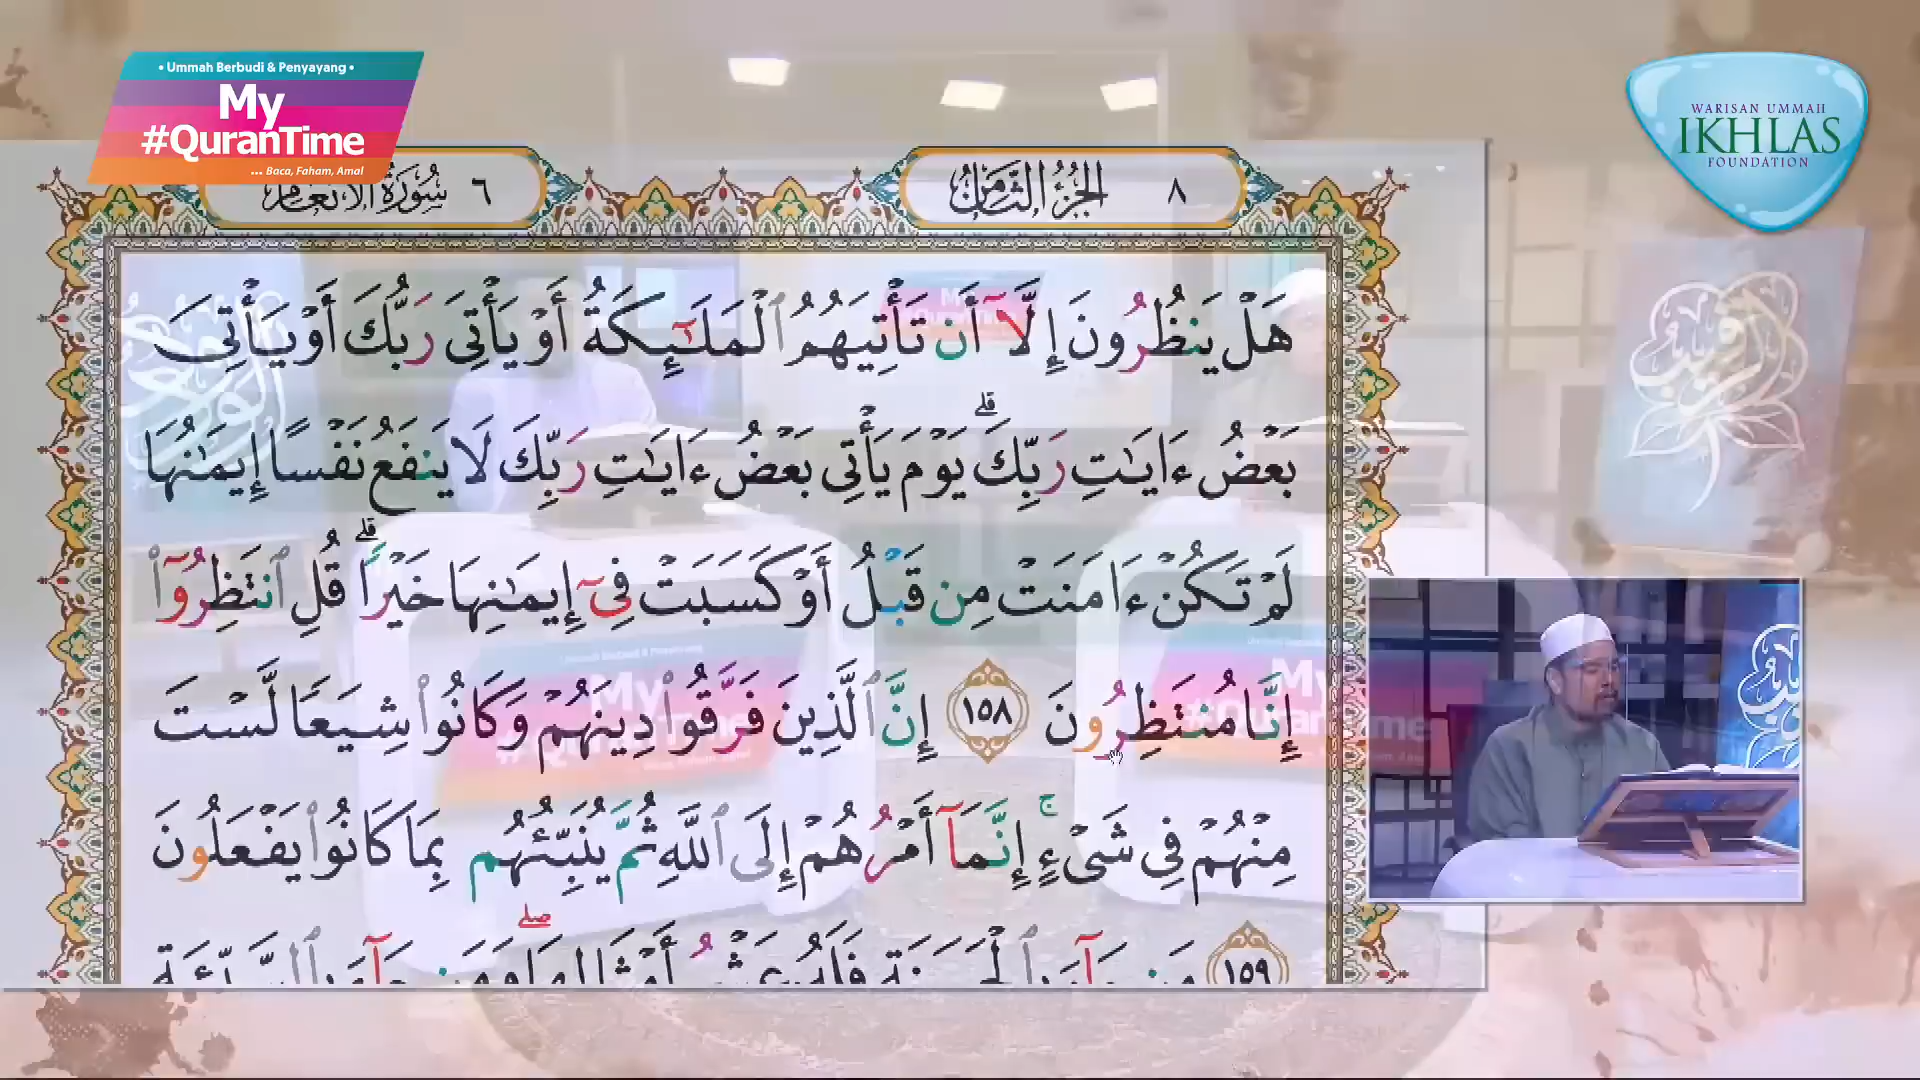 • Ummah Berbudi & Penyayang •
My
#QuranTime
... Baca, Faham, Amal
WARISAN UMMAH
IKHLAS
FOUNDATION
٨ الجُزْءُ الثَّامِنُ
٦ سُورَةُ الأَنْعَامِ
هَلْ يَنظُرُونَ إِلَّآ أَن تَأْتِيَهُمُ ٱلْمَلَـٰٓئِكَةُ أَوْ يَأْتِىَ رَبُّكَ أَوْ يَأْتِىَ
بَعْضُ ءَايَـٰتِ رَبِّكَ ۗ يَوْمَ يَأْتِى بَعْضُ ءَايَـٰتِ رَبِّكَ لَا يَنفَعُ نَفْسًا إِيمَـٰنُهَا
لَمْ تَكُنْ ءَامَنَتْ مِن قَبْلُ أَوْ كَسَبَتْ فِىٓ إِيمَـٰنِهَا خَيْرًا ۗ قُلِ ٱنتَظِرُوٓا۟
إِنَّا مُنتَظِرُونَ ١٥٨ إِنَّ ٱلَّذِينَ فَرَّقُوا۟ دِينَهُمْ وَكَانُوا۟ شِيَعًا لَّسْتَ
مِنْهُمْ فِى شَىْءٍ ۚ إِنَّمَآ أَمْرُهُمْ إِلَى ٱللَّهِ ثُمَّ يُنَبِّئُهُم بِمَا كَانُوا۟ يَفْعَلُونَ
١٥٩